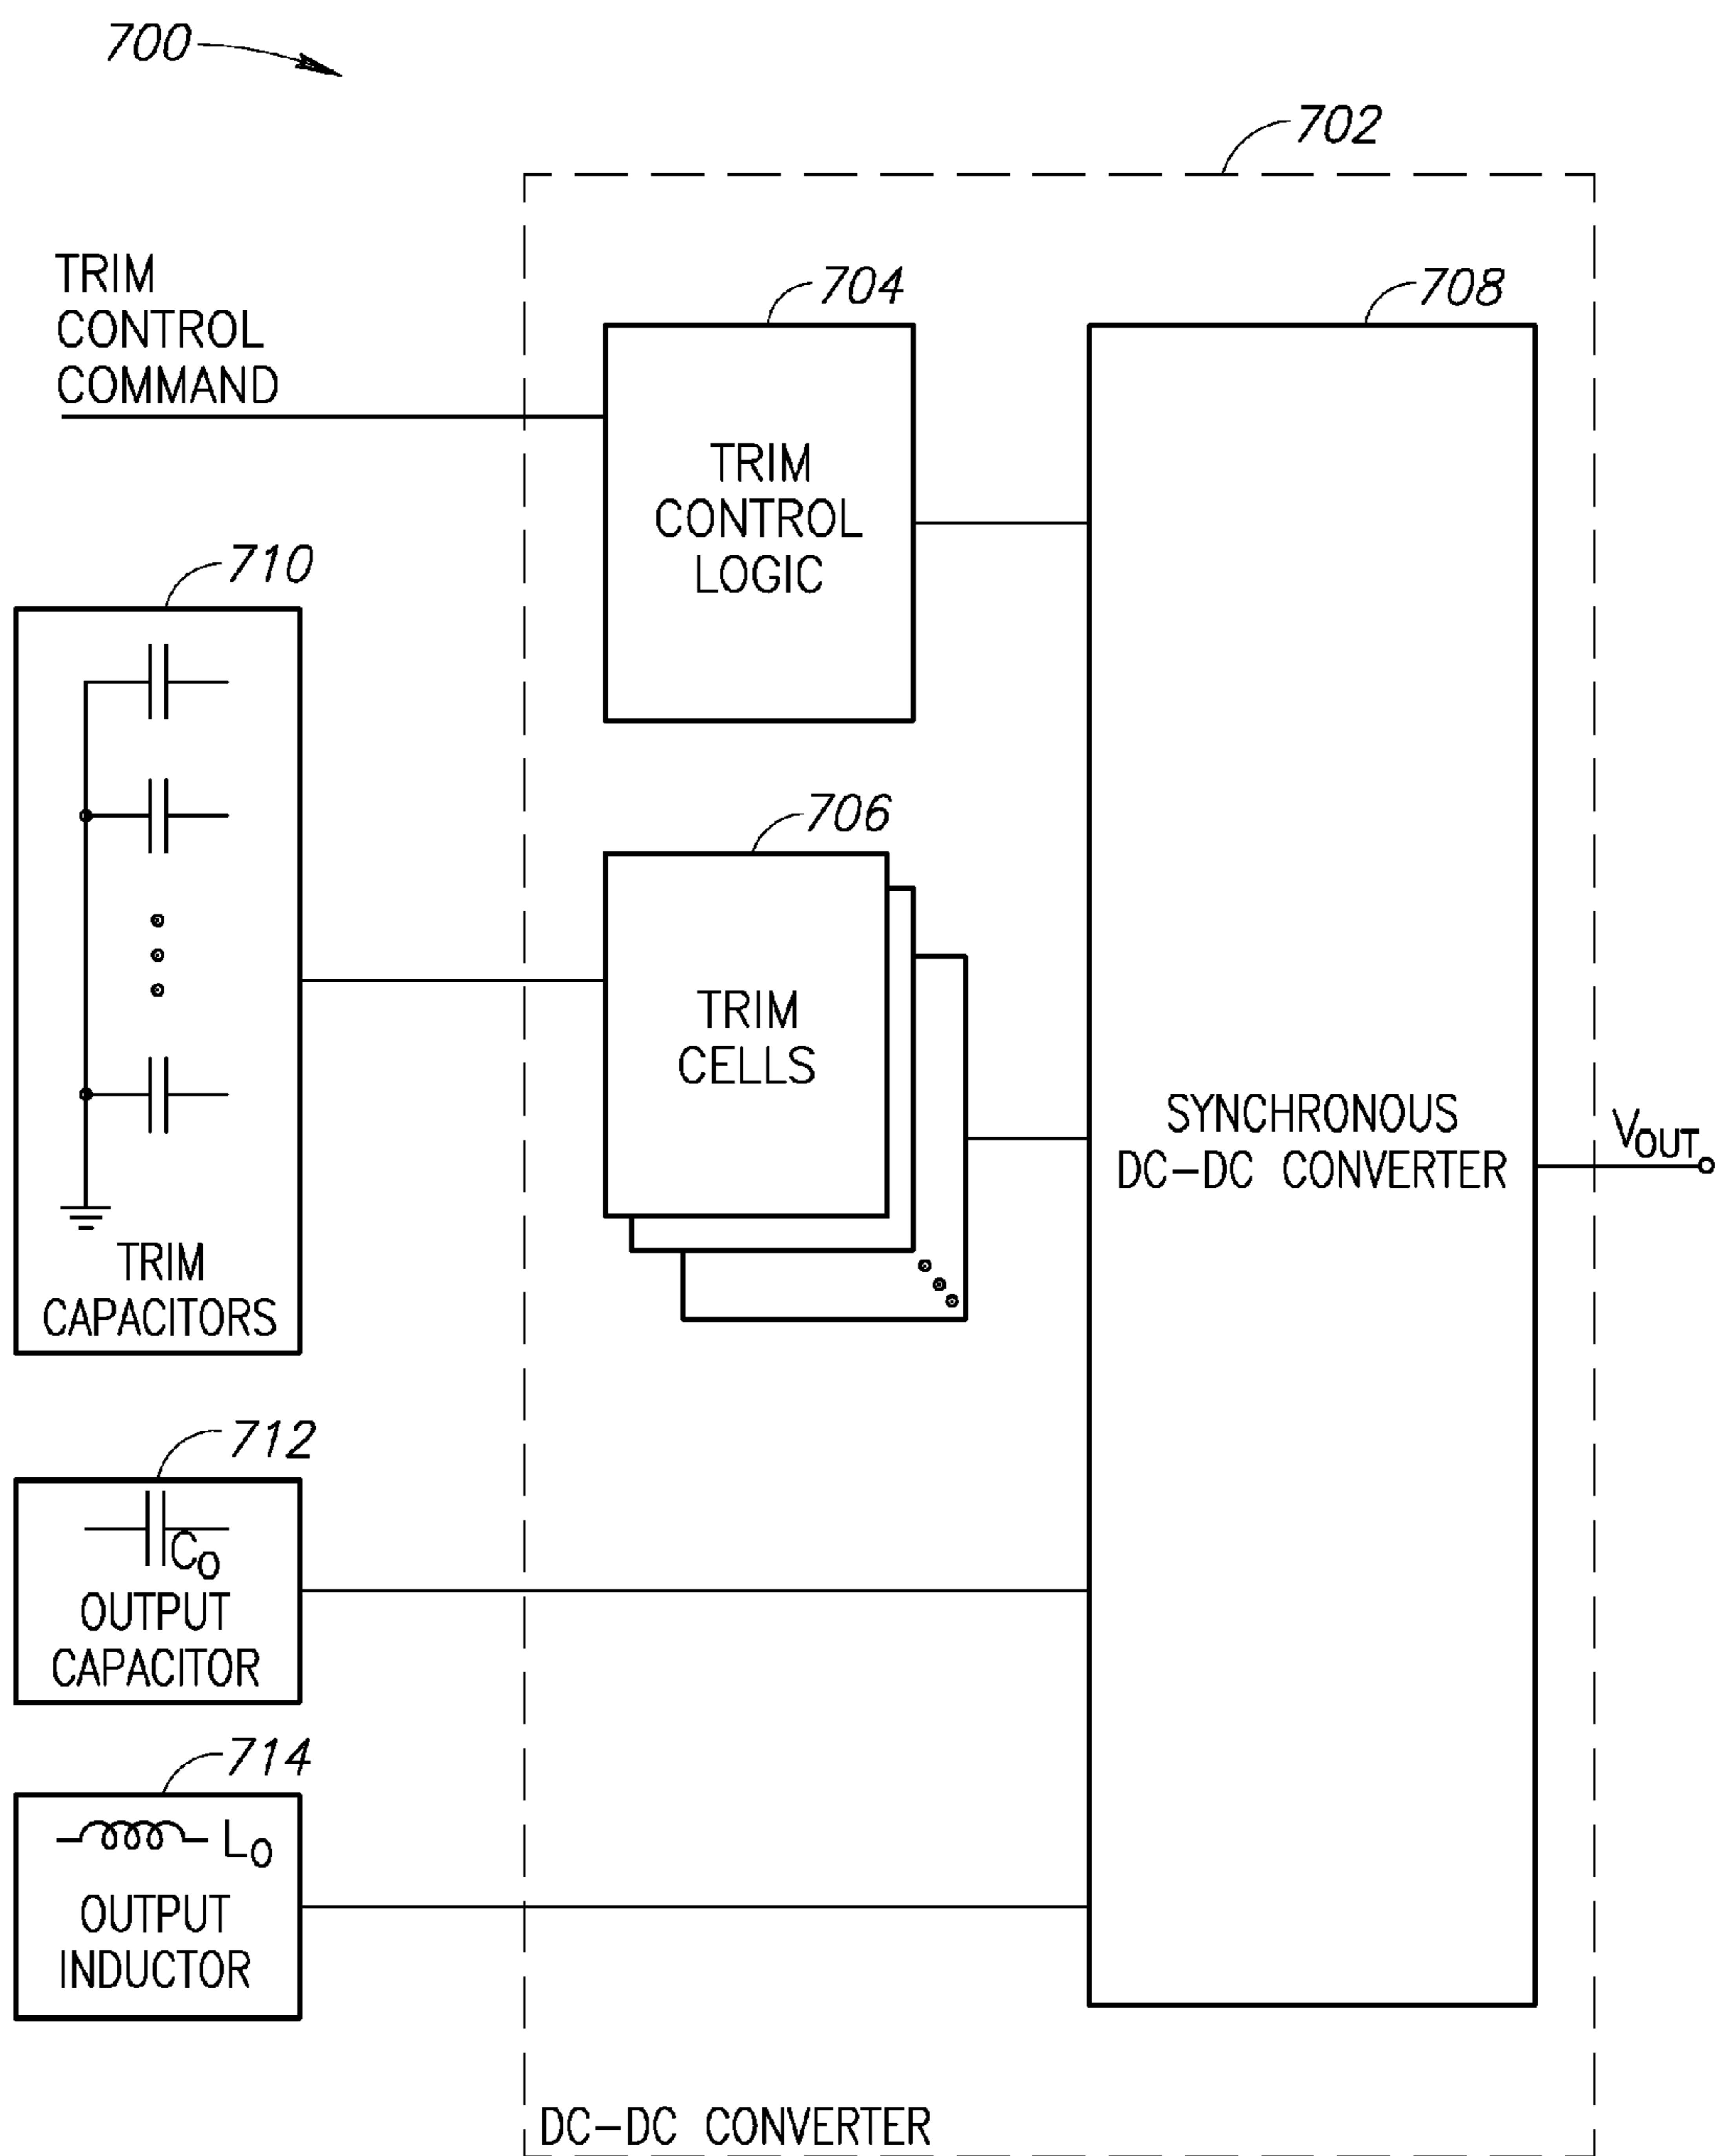 700
702
TRIM
CONTROL
COMMAND
704
708
TRIM
CONTROL
LOGIC
710
706
TRIM
CELLS
SYNCHRONOUS
DC-DC CONVERTER
VOUT
TRIM
CAPACITORS
712
CO
OUTPUT
CAPACITOR
714
LO
OUTPUT
INDUCTOR
DC-DC CONVERTER